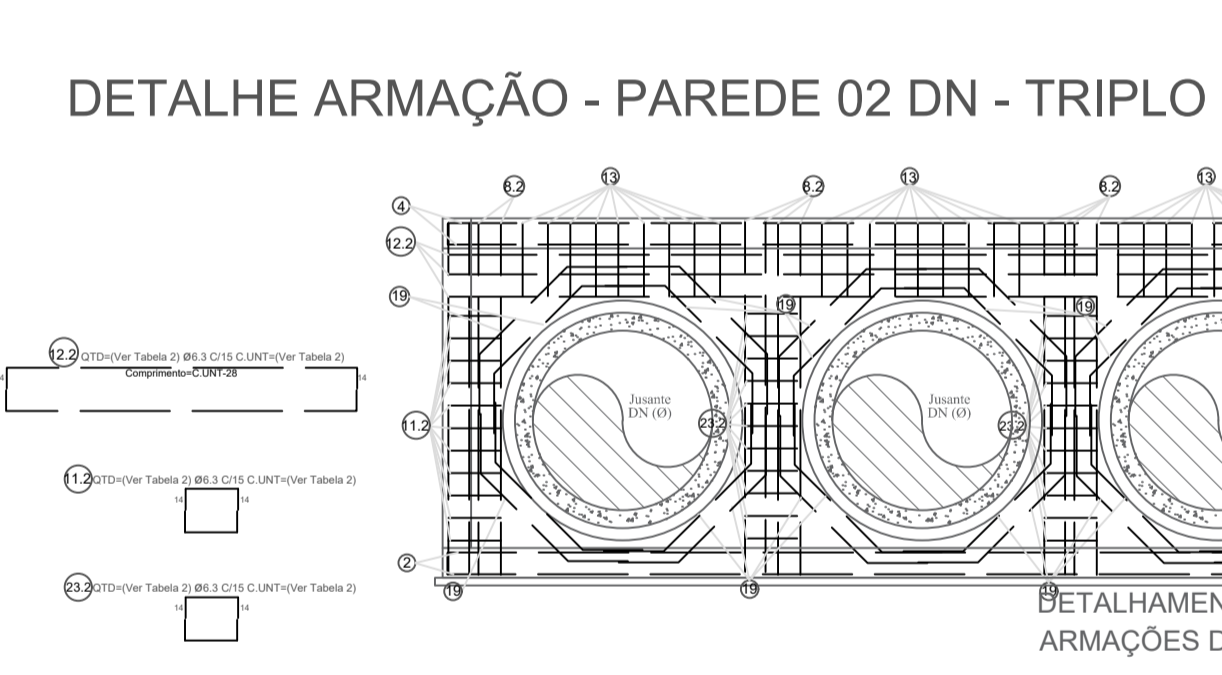 DETALHE ARMAÇÃO - PAREDE 02 DN - TRIPLO
8.2 13 8.2 13 8.2 13
4
12.2
19 19 19
12.2 QTD=(Ver Tabela 2) Ø6.3 C/15 C.UNT=(Ver Tabela 2)
Comprimento=C.UNT-28
4 14
Jusante
DN (Ø)
Jusante
DN (Ø)
11.2 23.2 23.2
11.2 QTD=(Ver Tabela 2) Ø6.3 C/15 C.UNT=(Ver Tabela 2)
14 14
2
23.2 QTD=(Ver Tabela 2) Ø6.3 C/15 C.UNT=(Ver Tabela 2)
14 14
19 19 19
DETALHAMEN
ARMAÇÕES D